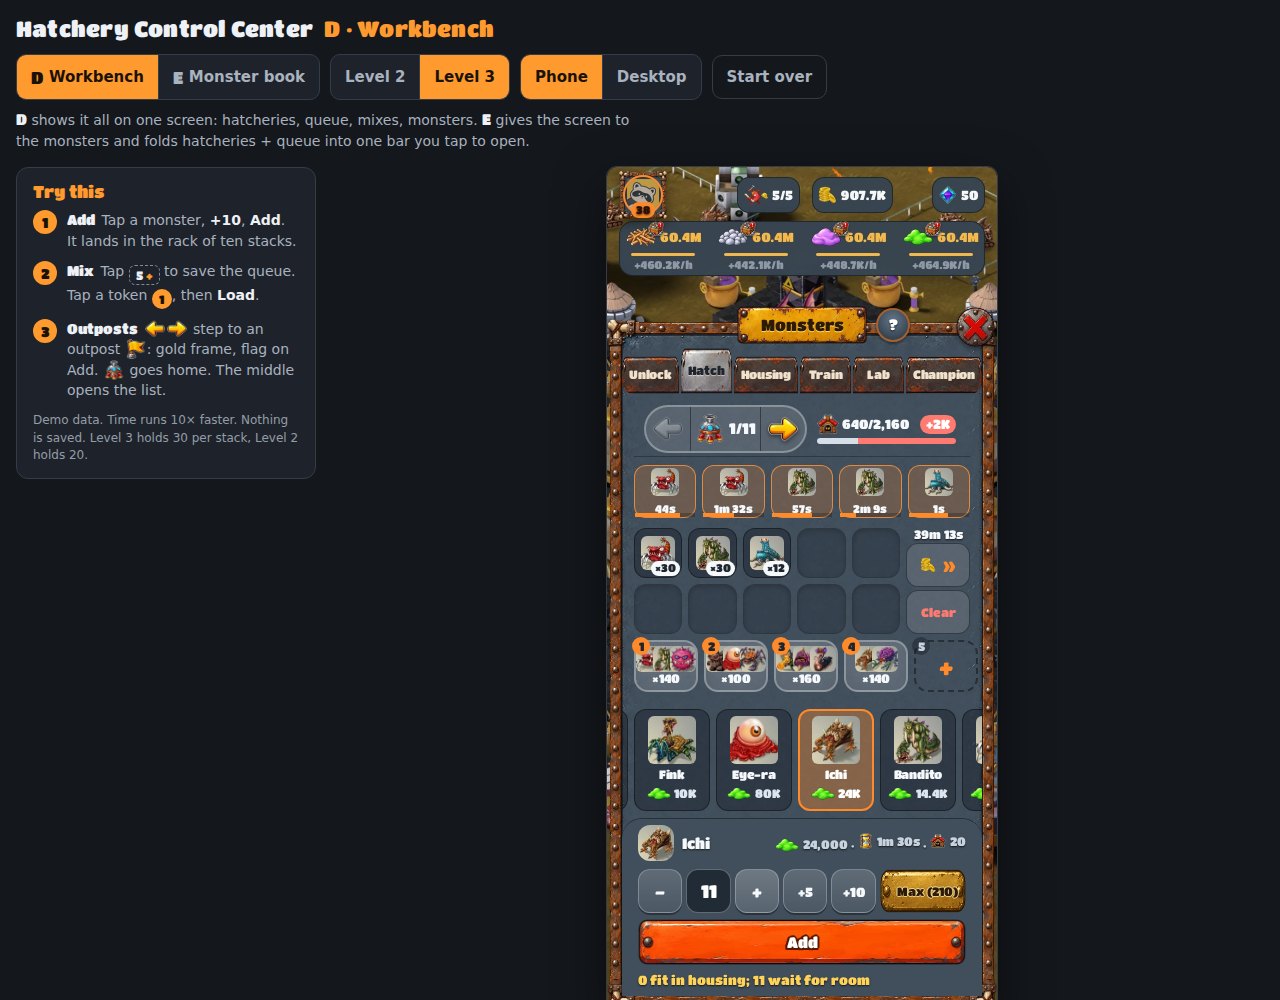 Hatchery Control Center D · Workbench
D Workbench
E Monster book
Level 2
Level 3
Phone
Desktop
Start over
D shows it all on one screen: hatcheries, queue, mixes, monsters. E gives the screen to
the monsters and folds hatcheries + queue into one bar you tap to open.
Try this
1 Add Tap a monster, +10, Add.
It lands in the rack of ten stacks.
2 Mix Tap 5 + to save the queue.
Tap a token 1, then Load.
3 Outposts step to an
outpost : gold frame, flag on
Add. goes home. The middle
opens the list.
Demo data. Time runs 10× faster. Nothing
is saved. Level 3 holds 30 per stack, Level 2
holds 20.
30
5/5
907.7K
50
60.4M
60.4M
60.4M
60.4M
+460.2K/h
+442.1K/h
+448.7K/h
+464.9K/h
Monsters
?
Unlock
Hatch
Housing
Train
Lab
Champion
1/11
640/2,160
+2K
44s
1m 32s
57s
2m 9s
1s
39m 13s
×30
×30
×12
»
Clear
1
2
3
4
5
×140
×100
×160
×140
+
Fink
Eye-ra
Ichi
Bandito
10K
80K
24K
14.4K
Ichi
24,000 · 1m 30s · 20
−
11
+
+5
+10
Max (210)
Add
0 fit in housing; 11 wait for room